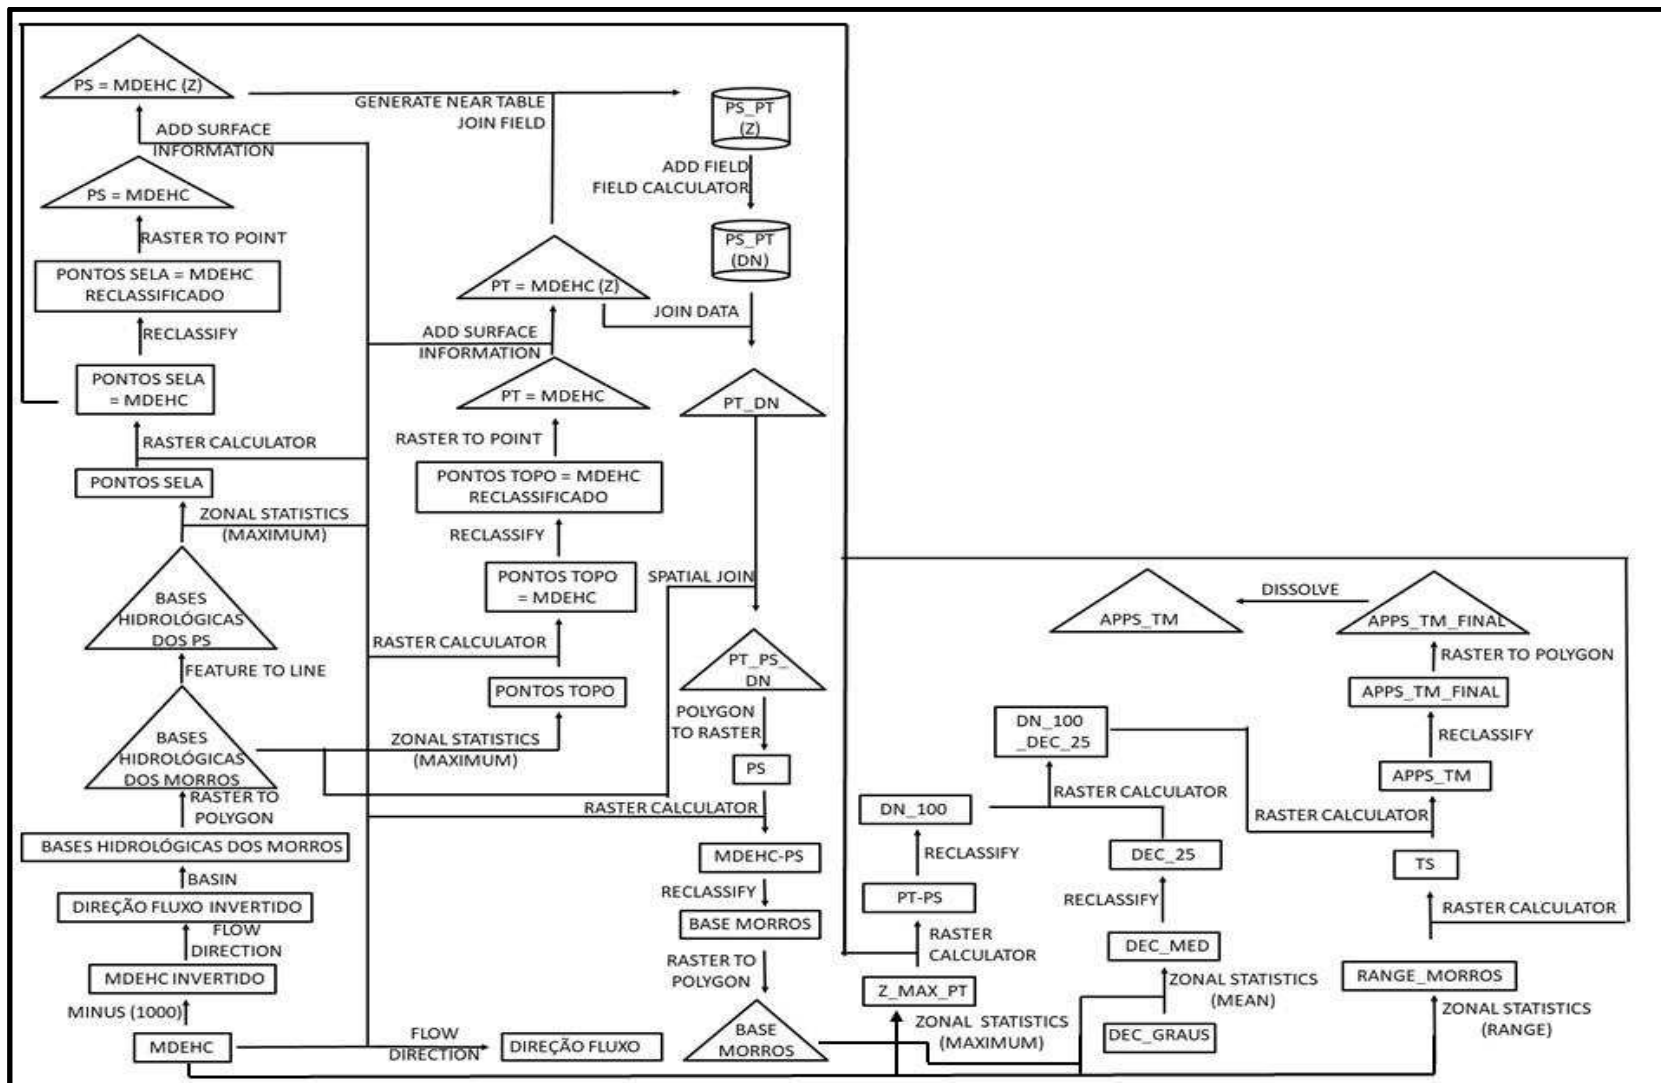 PS = MDEHC (Z)
ADD SURFACE
INFORMATION
PS = MDEHC
RASTER TO POINT
PONTOS SELA = MDEHC
RECLASSIFICADO
RECLASSIFY
PONTOS SELA
= MDEHC
RASTER CALCULATOR
PONTOS SELA
ZONAL STATISTICS
(MAXIMUM)
BASES
HIDROLÓGICAS
DOS PS
FEATURE TO LINE
BASES
HIDROLÓGICAS
DOS MORROS
RASTER TO
POLYGON
BASES HIDROLÓGICAS DOS MORROS
BASIN
DIREÇÃO FLUXO INVERTIDO
FLOW
DIRECTION
MDEHC INVERTIDO
MINUS (1000)
MDEHC
FLOW
DIRECTION
DIREÇÃO FLUXO
GENERATE NEAR TABLE
JOIN FIELD
PT = MDEHC (Z)
ADD SURFACE
INFORMATION
PT = MDEHC
RASTER TO POINT
PONTOS TOPO = MDEHC
RECLASSIFICADO
RECLASSIFY
PONTOS TOPO
= MDEHC
RASTER CALCULATOR
PONTOS TOPO
ZONAL STATISTICS
(MAXIMUM)
PS_PT
(Z)
ADD FIELD
FIELD CALCULATOR
PS_PT
(DN)
JOIN DATA
PT_DN
SPATIAL JOIN
PT_PS_
DN
POLYGON
TO RASTER
PS
RASTER CALCULATOR
MDEHC-PS
RECLASSIFY
BASE MORROS
RASTER TO
POLYGON
BASE
MORROS
DN_100
RECLASSIFY
PT-PS
RASTER
CALCULATOR
Z_MAX_PT
ZONAL STATISTICS
(MAXIMUM)
DN_100
_DEC_25
RASTER CALCULATOR
DEC_25
RECLASSIFY
DEC_MED
ZONAL STATISTICS
(MEAN)
DEC_GRAUS
APPS_TM
DISSOLVE
APPS_TM_FINAL
RASTER TO POLYGON
APPS_TM_FINAL
RECLASSIFY
APPS_TM
RASTER CALCULATOR
TS
RASTER CALCULATOR
RANGE_MORROS
ZONAL STATISTICS
(RANGE)